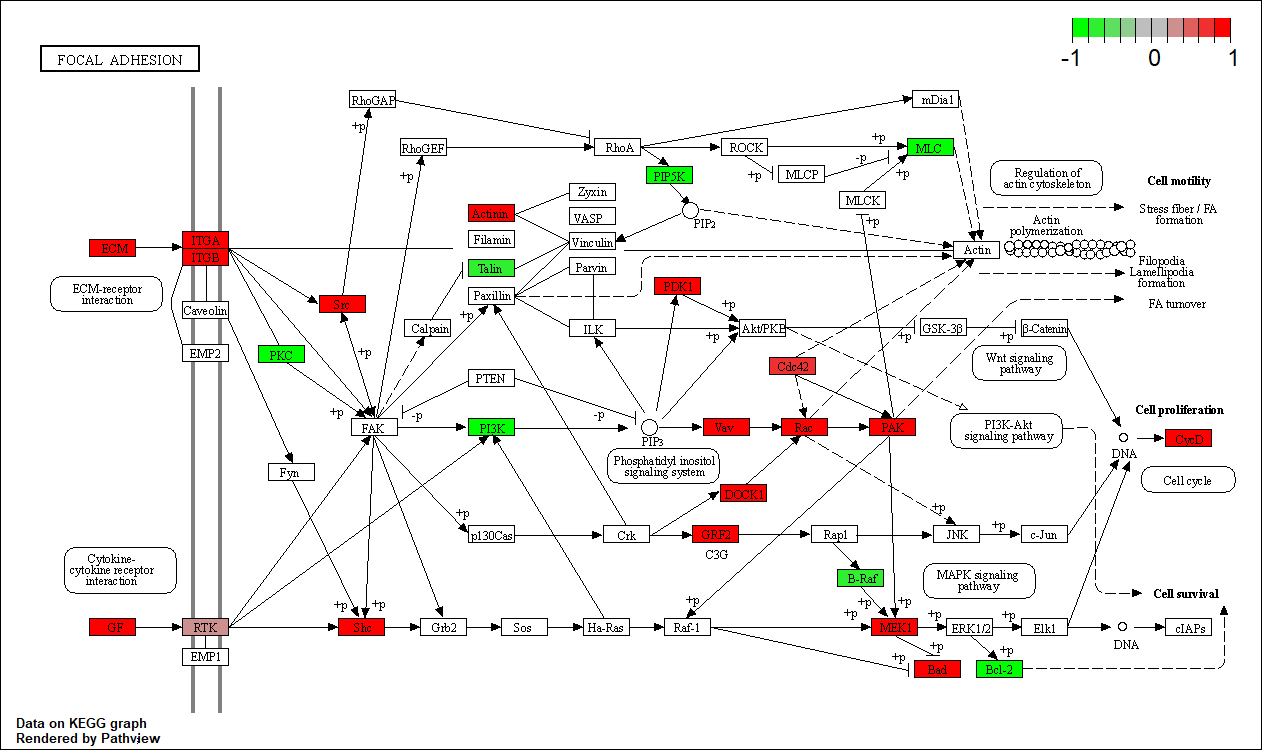 -1
0
1
FOCAL ADHESION
RhoGAP
mDia1
+p
+p
RhoGEF
RhoA
ROCK
MLC
-p
PIP5K
+p
MLCP
+p
Regulation of
actin cytoskeleton
Cell motility
+p
Zyxin
MLCK
Actinin
VASP
PIP2
+p
Stress fiber / FA
formation
Actin
polymerization
ECM
ITGA
ITGB
Filamin
Vinculin
Actin
Talin
Parvin
Filopodia
Lamellipodia
formation
ECM-receptor
interaction
Paxillin
PDK1
Src
Caveolin
+p
+p
FA turnover
Calpain
ILK
Akt/PKB
GSK-3β
β-Catenin
+p
+p
+p
PKC
EMP2
+p
Cdc42
Wnt signaling
pathway
PTEN
+p
-p
-p
Cell proliferation
FAK
PI3K
PIP3
Vav
Rac
PAK
PI3K-Akt
signaling pathway
CycD
DNA
Phosphatidyl inositol
signaling system
Fyn
Cell cycle
DOCK1
+p
+p
p130Cas
Crk
GRF2
Rap1
JNK
+p
c-Jun
C3G
Cytokine-
cytokine receptor
interaction
B-Raf
MAPK signaling
pathway
+p
+p
+p
+p
+p
+p
Cell survival
GF
RTK
Shc
Grb2
Sos
Ha-Ras
Raf-1
MEK1
+p
ERK1/2
+p
Elk1
cIAPs
DNA
EMP1
+p
+p
+p
Bad
Bcl-2
Data on KEGG graph
Rendered by Pathview